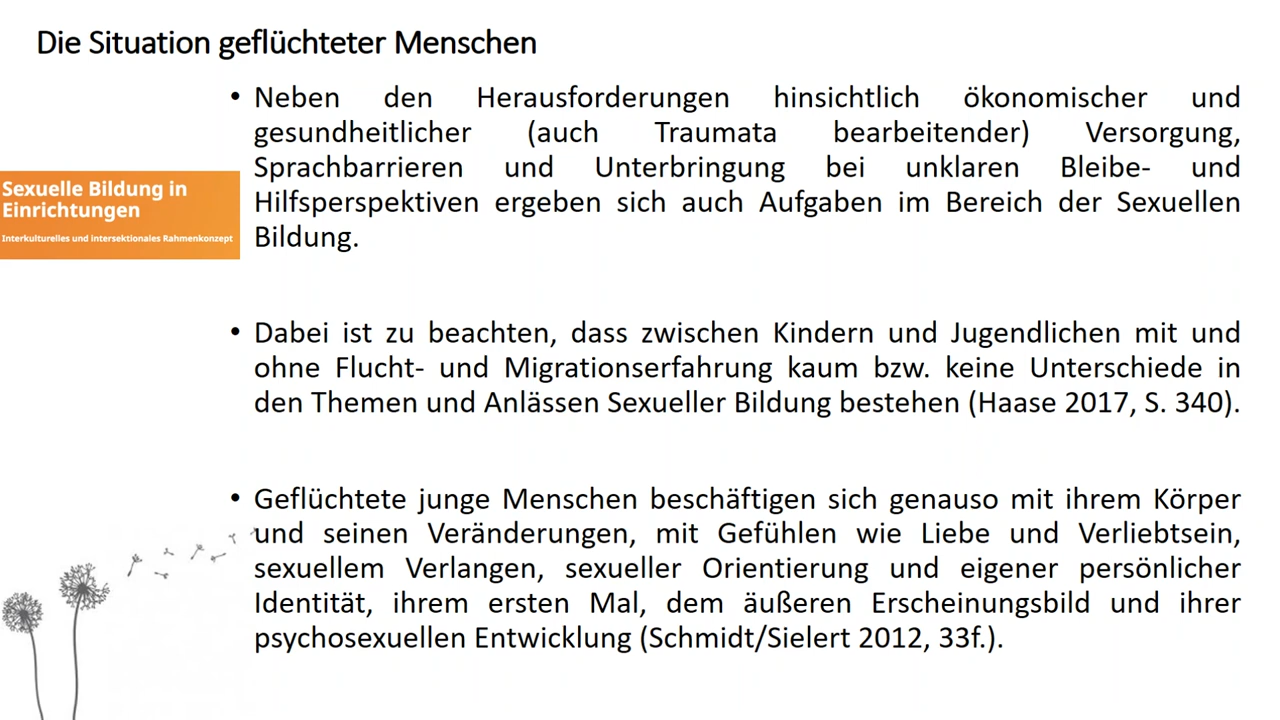 Die Situation geflüchteter Menschen
• Neben den Herausforderungen hinsichtlich ökonomischer und
gesundheitlicher (auch Traumata bearbeitender) Versorgung,
Sprachbarrieren und Unterbringung bei unklaren Bleibe- und
Hilfsperspektiven ergeben sich auch Aufgaben im Bereich der Sexuellen
Bildung.
Sexuelle Bildung in
Einrichtungen
Interkulturelles und intersektionales Rahmenkonzept
• Dabei ist zu beachten, dass zwischen Kindern und Jugendlichen mit und
ohne Flucht- und Migrationserfahrung kaum bzw. keine Unterschiede in
den Themen und Anlässen Sexueller Bildung bestehen (Haase 2017, S. 340).
• Geflüchtete junge Menschen beschäftigen sich genauso mit ihrem Körper
und seinen Veränderungen, mit Gefühlen wie Liebe und Verliebtsein,
sexuellem Verlangen, sexueller Orientierung und eigener persönlicher
Identität, ihrem ersten Mal, dem äußeren Erscheinungsbild und ihrer
psychosexuellen Entwicklung (Schmidt/Sielert 2012, 33f.).